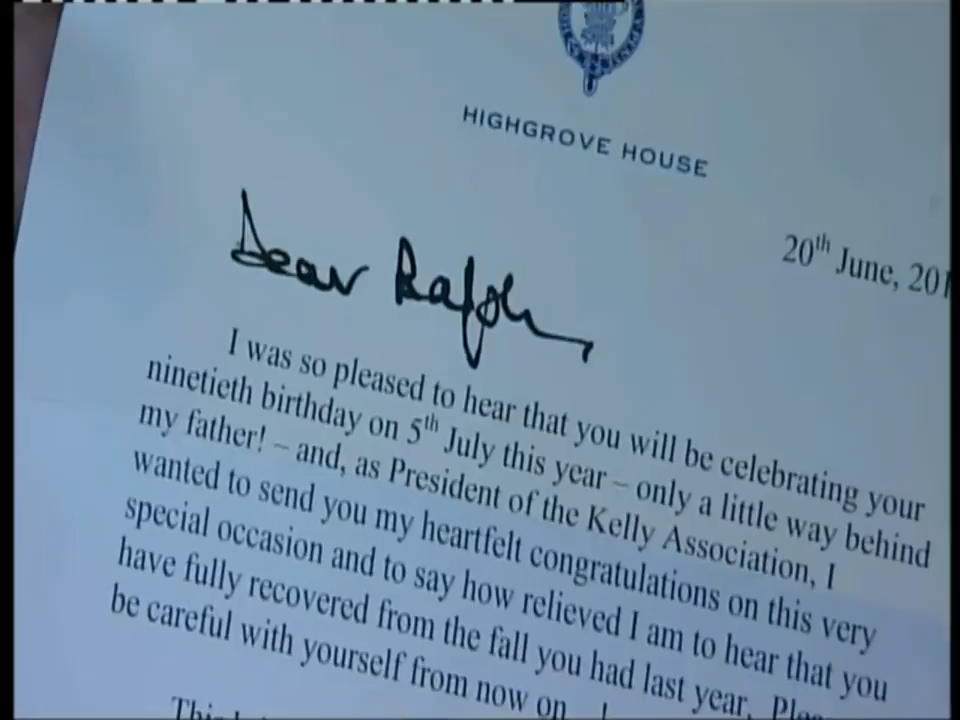 HIGHGROVE HOUSE
20th June, 201
Dear Ralph
I was so pleased to hear that you will be celebrating your
ninetieth birthday on 5th July this year – only a little way behind
my father! – and, as President of the Kelly Association, I
wanted to send you my heartfelt congratulations on this very
special occasion and to say how relieved I am to hear that you
have fully recovered from the fall you had last year.
be careful with yourself from now on